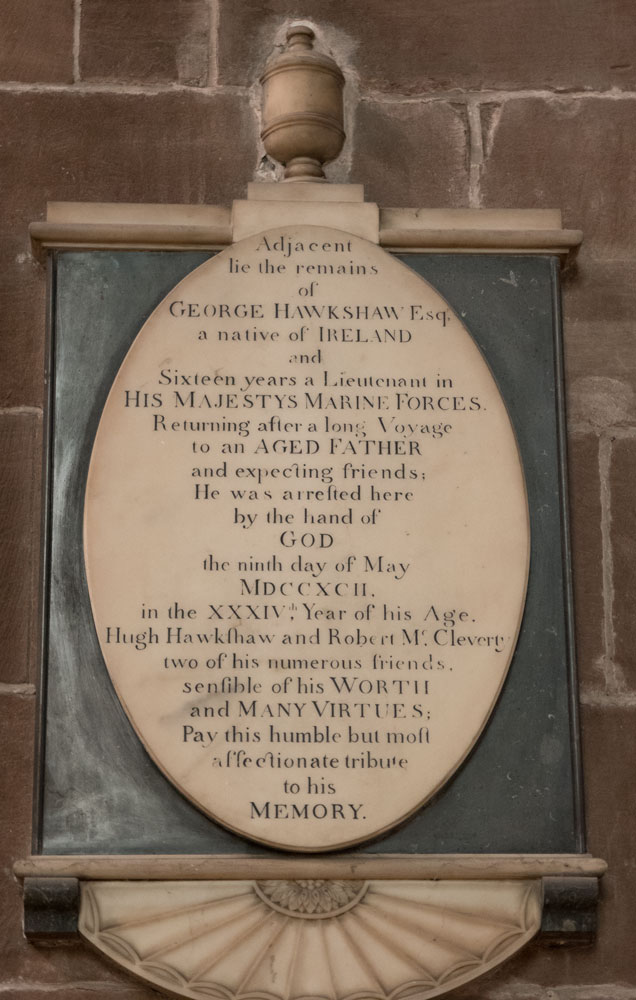 Adjacent
lie the remains
of
GEORGE HAWKSHAW Esq.
a native of IRELAND
and
Sixteen years a Lieutenant in
HIS MAJESTYS MARINE FORCES.
Returning after a long Voyage
to an AGED FATHER
and expecting friends;
He was arreſted here
by the hand of
GOD
the ninth day of May
MDCCXCII.
in the XXXIV.th Year of his Age.
Hugh Hawkſhaw and Robert Mc. Cleverty
two of his numerous friends,
senſible of his WORTH
and MANY VIRTUES;
Pay this humble but moſt
affectionate tribute
to his
MEMORY.